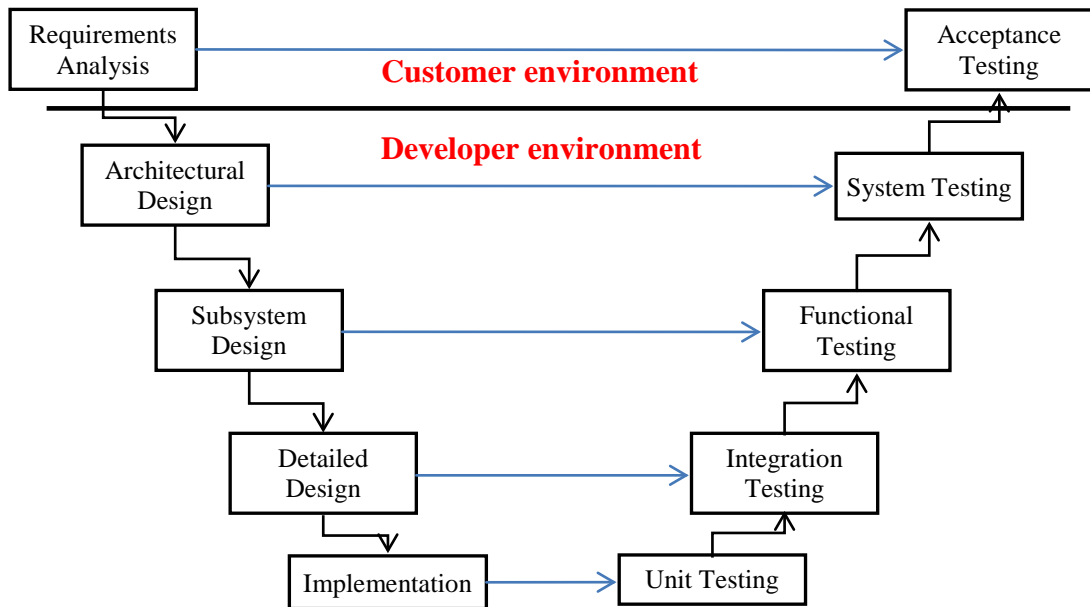 Requirements
Analysis
Customer environment
Acceptance
Testing
Developer environment
Architectural
Design
System Testing
Subsystem
Design
Functional
Testing
Detailed
Design
Integration
Testing
Implementation
Unit Testing